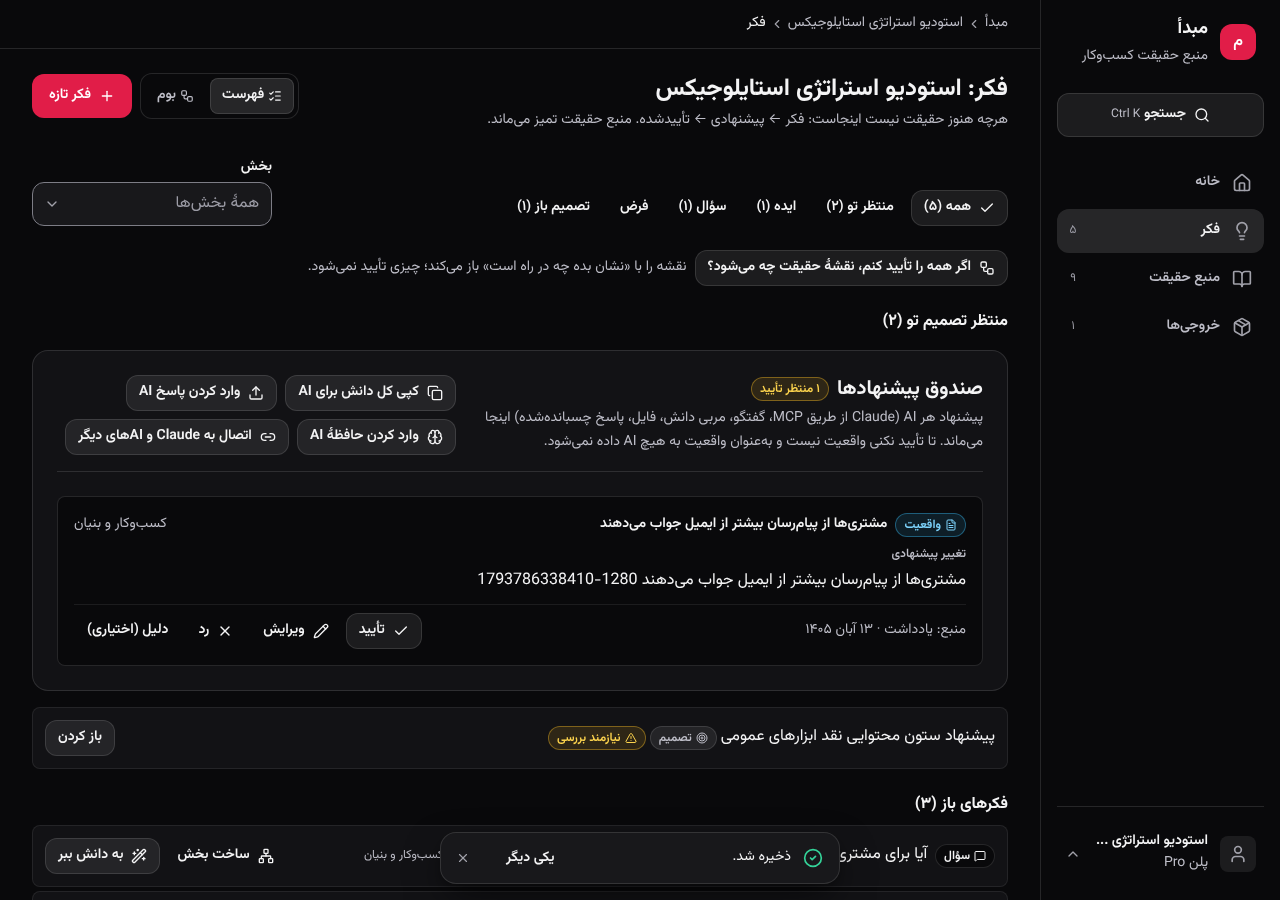 م
مبدأ
منبع حقیقت کسب‌وکار
جستجو Ctrl K
خانه
فکر ۵
منبع حقیقت ۹
خروجی‌ها ۱
استودیو استراتژی ...
پلن Pro
مبدأ › استودیو استراتژی استایلوجیکس › فکر
فکر: استودیو استراتژی استایلوجیکس
هرچه هنوز حقیقت نیست اینجاست: فکر ← پیشنهادی ← تأییدشده. منبع حقیقت تمیز می‌ماند.
فهرست
بوم
+ فکر تازه
بخش
همهٔ بخش‌ها
همه (۵)
منتظر تو (۲)
ایده (۱)
سؤال (۱)
فرض
تصمیم باز (۱)
اگر همه را تأیید کنم، نقشهٔ حقیقت چه می‌شود؟
نقشه را با «نشان بده چه در راه است» باز می‌کند؛ چیزی تأیید نمی‌شود.
منتظر تصمیم تو (۲)
صندوق پیشنهادها ۱ منتظر تأیید
پیشنهاد هر AI (Claude از طریق MCP، گفتگو، مربی دانش، فایل، پاسخ چسبانده‌شده) اینجا
می‌ماند. تا تأیید نکنی واقعیت نیست و به‌عنوان واقعیت به هیچ AI داده نمی‌شود.
کپی کل دانش برای AI
وارد کردن پاسخ AI
وارد کردن حافظهٔ AI
اتصال به Claude و AIهای دیگر
واقعیت مشتری‌ها از پیام‌رسان بیشتر از ایمیل جواب می‌دهند
کسب‌وکار و بنیان
تغییر پیشنهادی
مشتری‌ها از پیام‌رسان بیشتر از ایمیل جواب می‌دهند 1280-1793786338410
منبع: یادداشت · ۱۳ آبان ۱۴۰۵
تأیید
ویرایش
رد
دلیل (اختیاری)
پیشنهاد ستون محتوایی نقد ابزارهای عمومی تصمیم نیازمند بررسی
باز کردن
فکرهای باز (۳)
سؤال آیا برای مشتری
کسب‌وکار و بنیان
ساخت بخش
به دانش ببر
ذخیره شد.
یکی دیگر